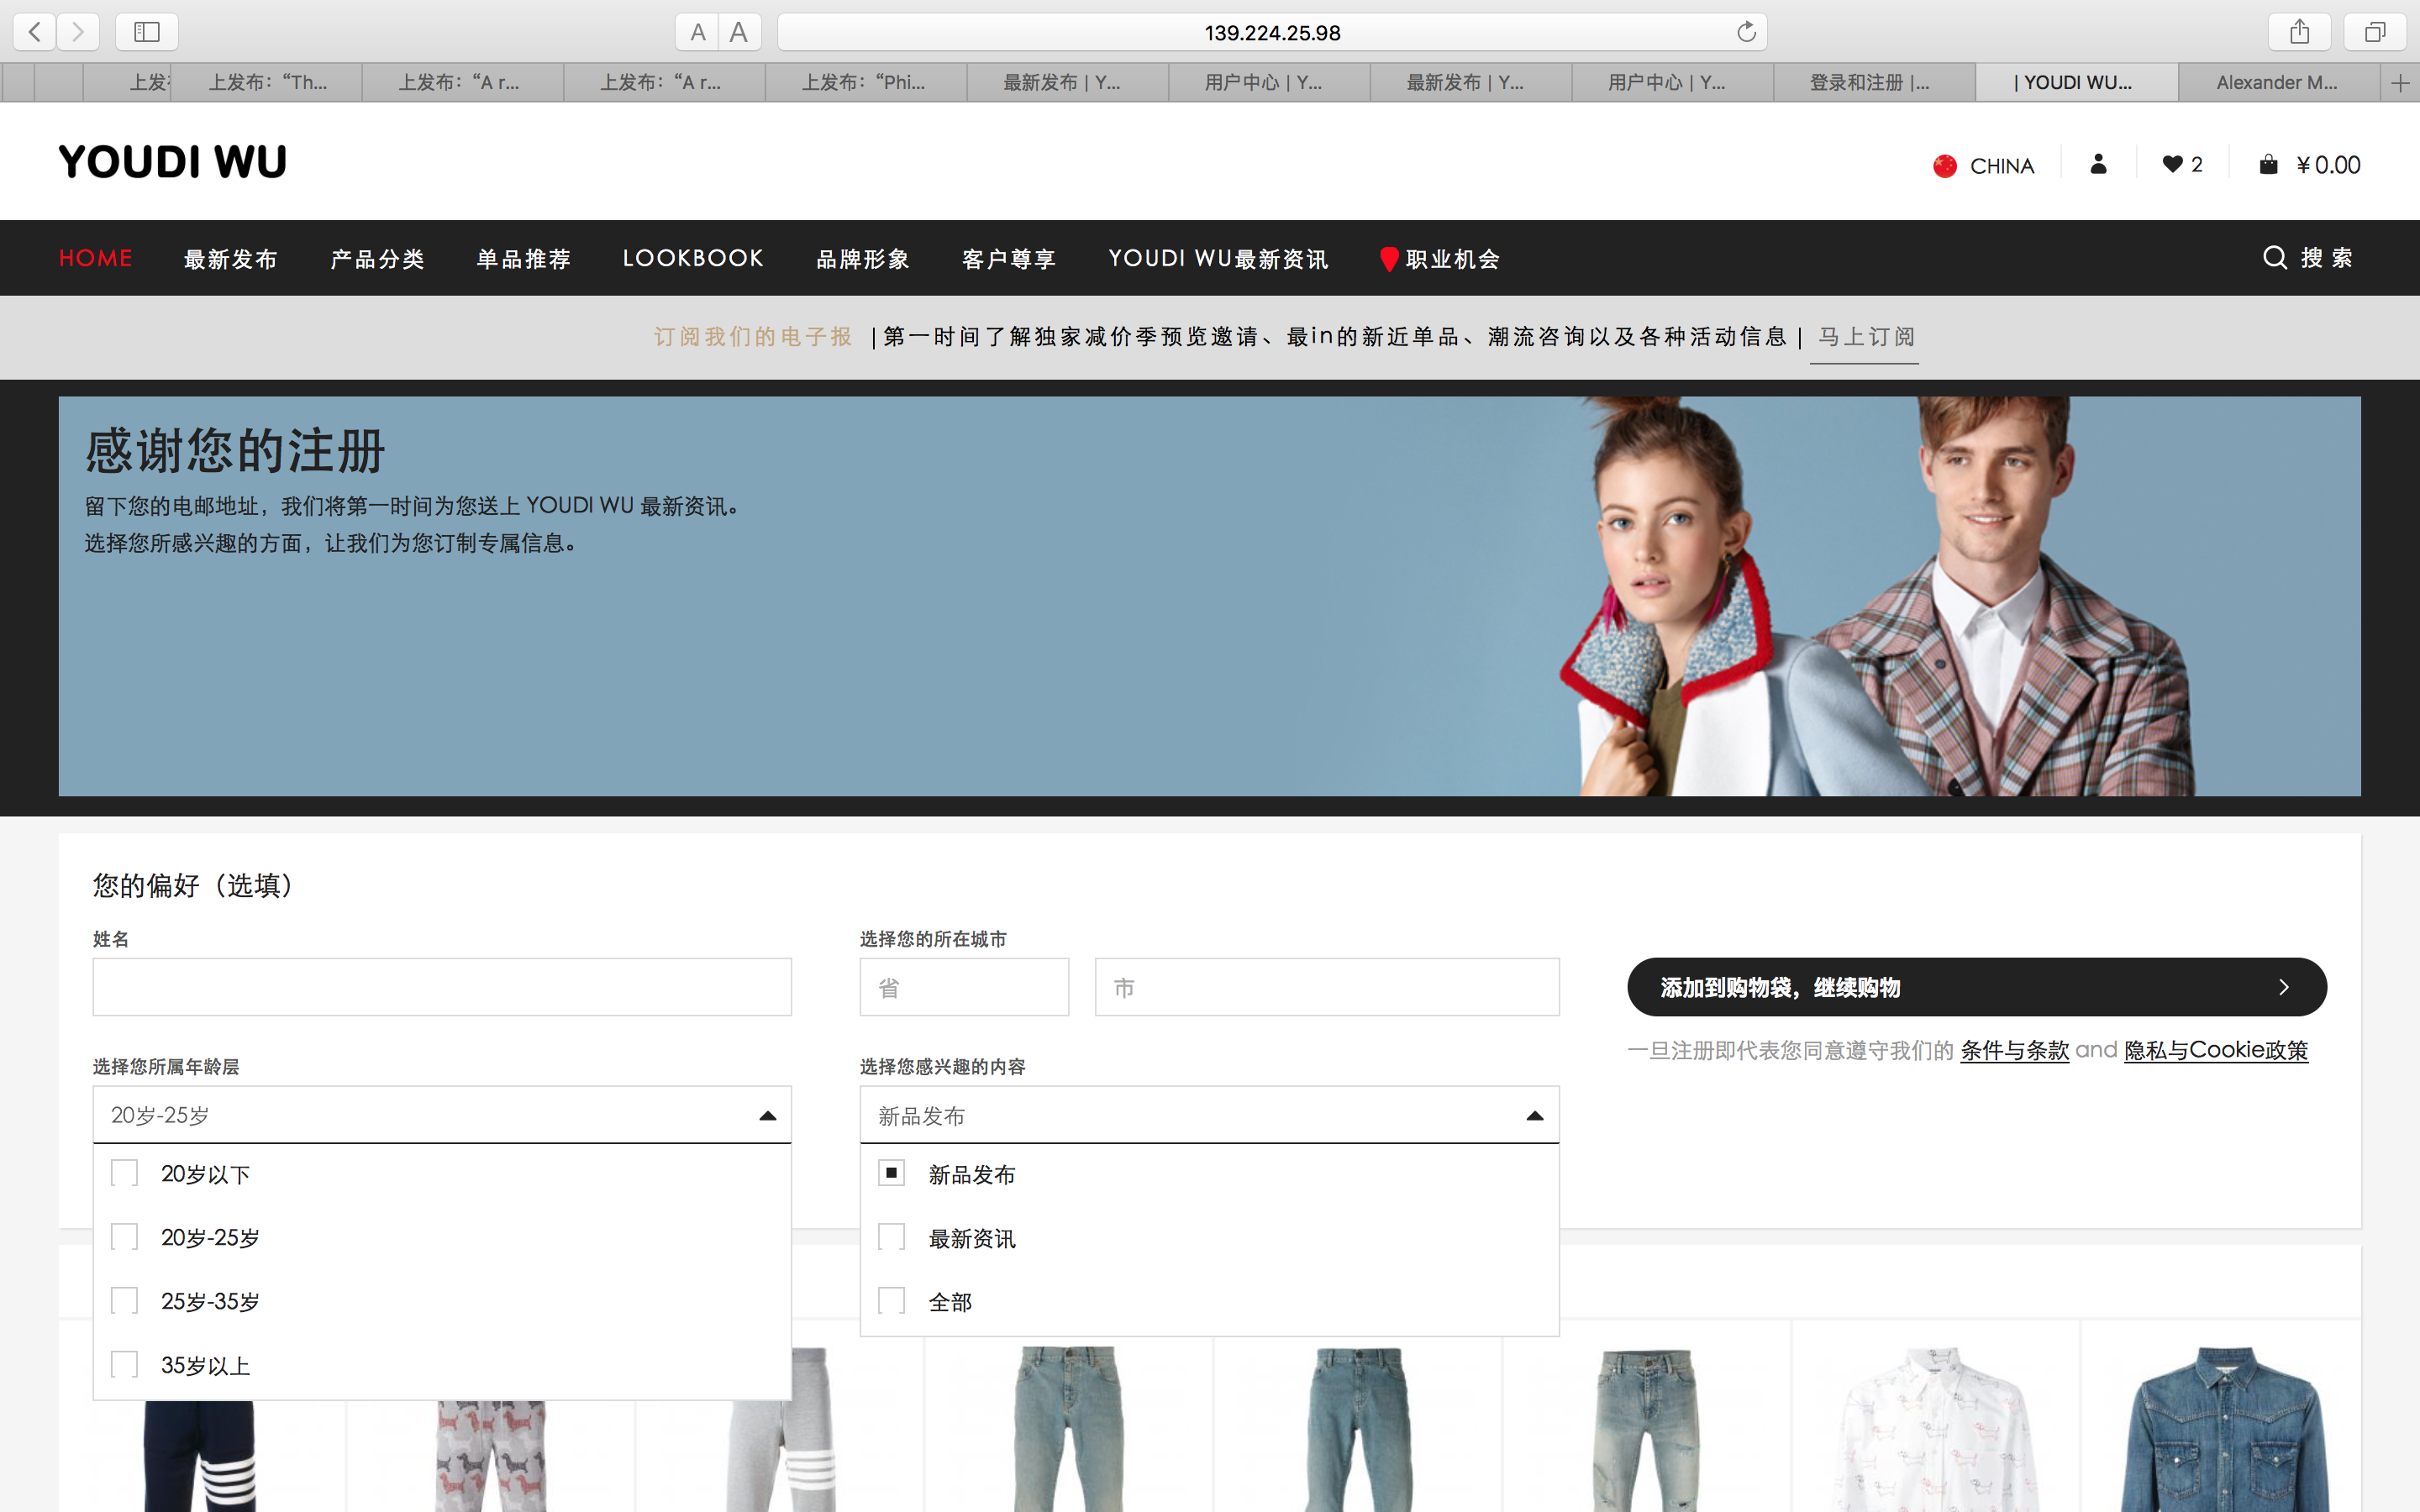 A A
139.224.25.98
上发布:“Th...
上发布:“A r...
上发布:“A r...
上发布:“Phi...
最新发布 | Y...
用户中心 | Y...
最新发布 | Y...
用户中心 | Y...
登录和注册 |...
| YOUDI WU...
Alexander M...
YOUDI WU
CHINA
2
¥ 0.00
HOME 最新发布 产品分类 单品推荐 LOOKBOOK 品牌形象 客户尊享 YOUDI WU最新资讯 职业机会 搜索
订阅我们的电子报 | 第一时间了解独家减价季预览邀请、最in的新近单品、潮流咨询以及各种活动信息 | 马上订阅
感谢您的注册
留下您的电邮地址，我们将第一时间为您送上 YOUDI WU 最新资讯。
选择您所感兴趣的方面，让我们为您订制专属信息。
您的偏好（选填）
姓名
选择您的所在城市
省
市
添加到购物袋，继续购物
一旦注册即代表您同意遵守我们的 条件与条款 and 隐私与Cookie政策
选择您所属年龄层
20岁-25岁
20岁以下
20岁-25岁
25岁-35岁
35岁以上
选择您感兴趣的内容
新品发布
新品发布
最新资讯
全部